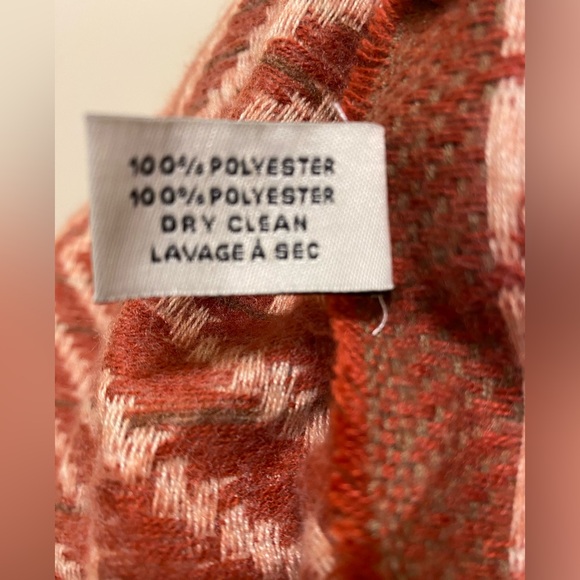 100% POLYESTER
100% POLYESTER
DRY CLEAN
LAVAGE À SEC